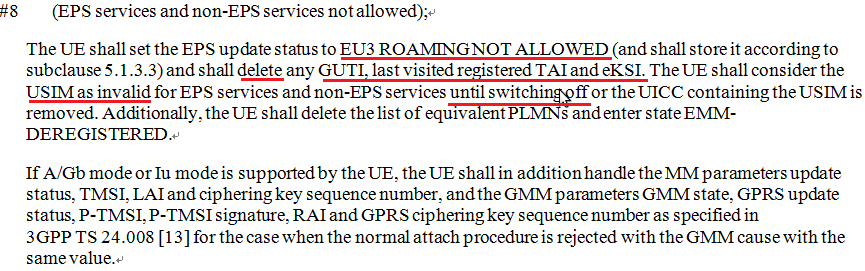 #8 (EPS services and non-EPS services not allowed);
The UE shall set the EPS update status to EU3 ROAMING NOT ALLOWED (and shall store it according to
subclause 5.1.3.3) and shall delete any GUTI, last visited registered TAI and eKSI. The UE shall consider the
USIM as invalid for EPS services and non-EPS services until switching off or the UICC containing the USIM is
removed. Additionally, the UE shall delete the list of equivalent PLMNs and enter state EMM-
DEREGISTERED.
If A/Gb mode or Iu mode is supported by the UE, the UE shall in addition handle the MM parameters update
status, TMSI, LAI and ciphering key sequence number, and the GMM parameters GMM state, GPRS update
status, P-TMSI, P-TMSI signature, RAI and GPRS ciphering key sequence number as specified in
3GPP TS 24.008 [13] for the case when the normal attach procedure is rejected with the GMM cause with the
same value.